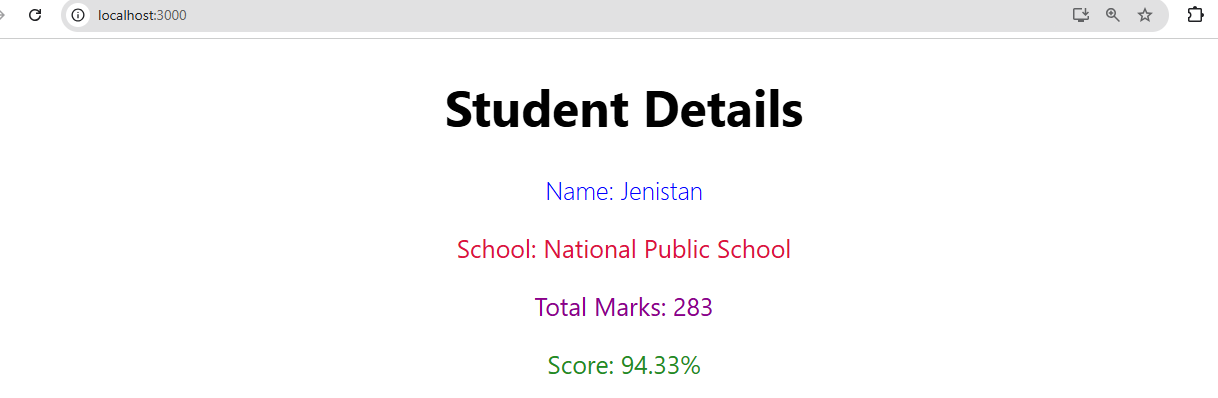 localhost:3000
Student Details
Name: Jenistan
School: National Public School
Total Marks: 283
Score: 94.33%